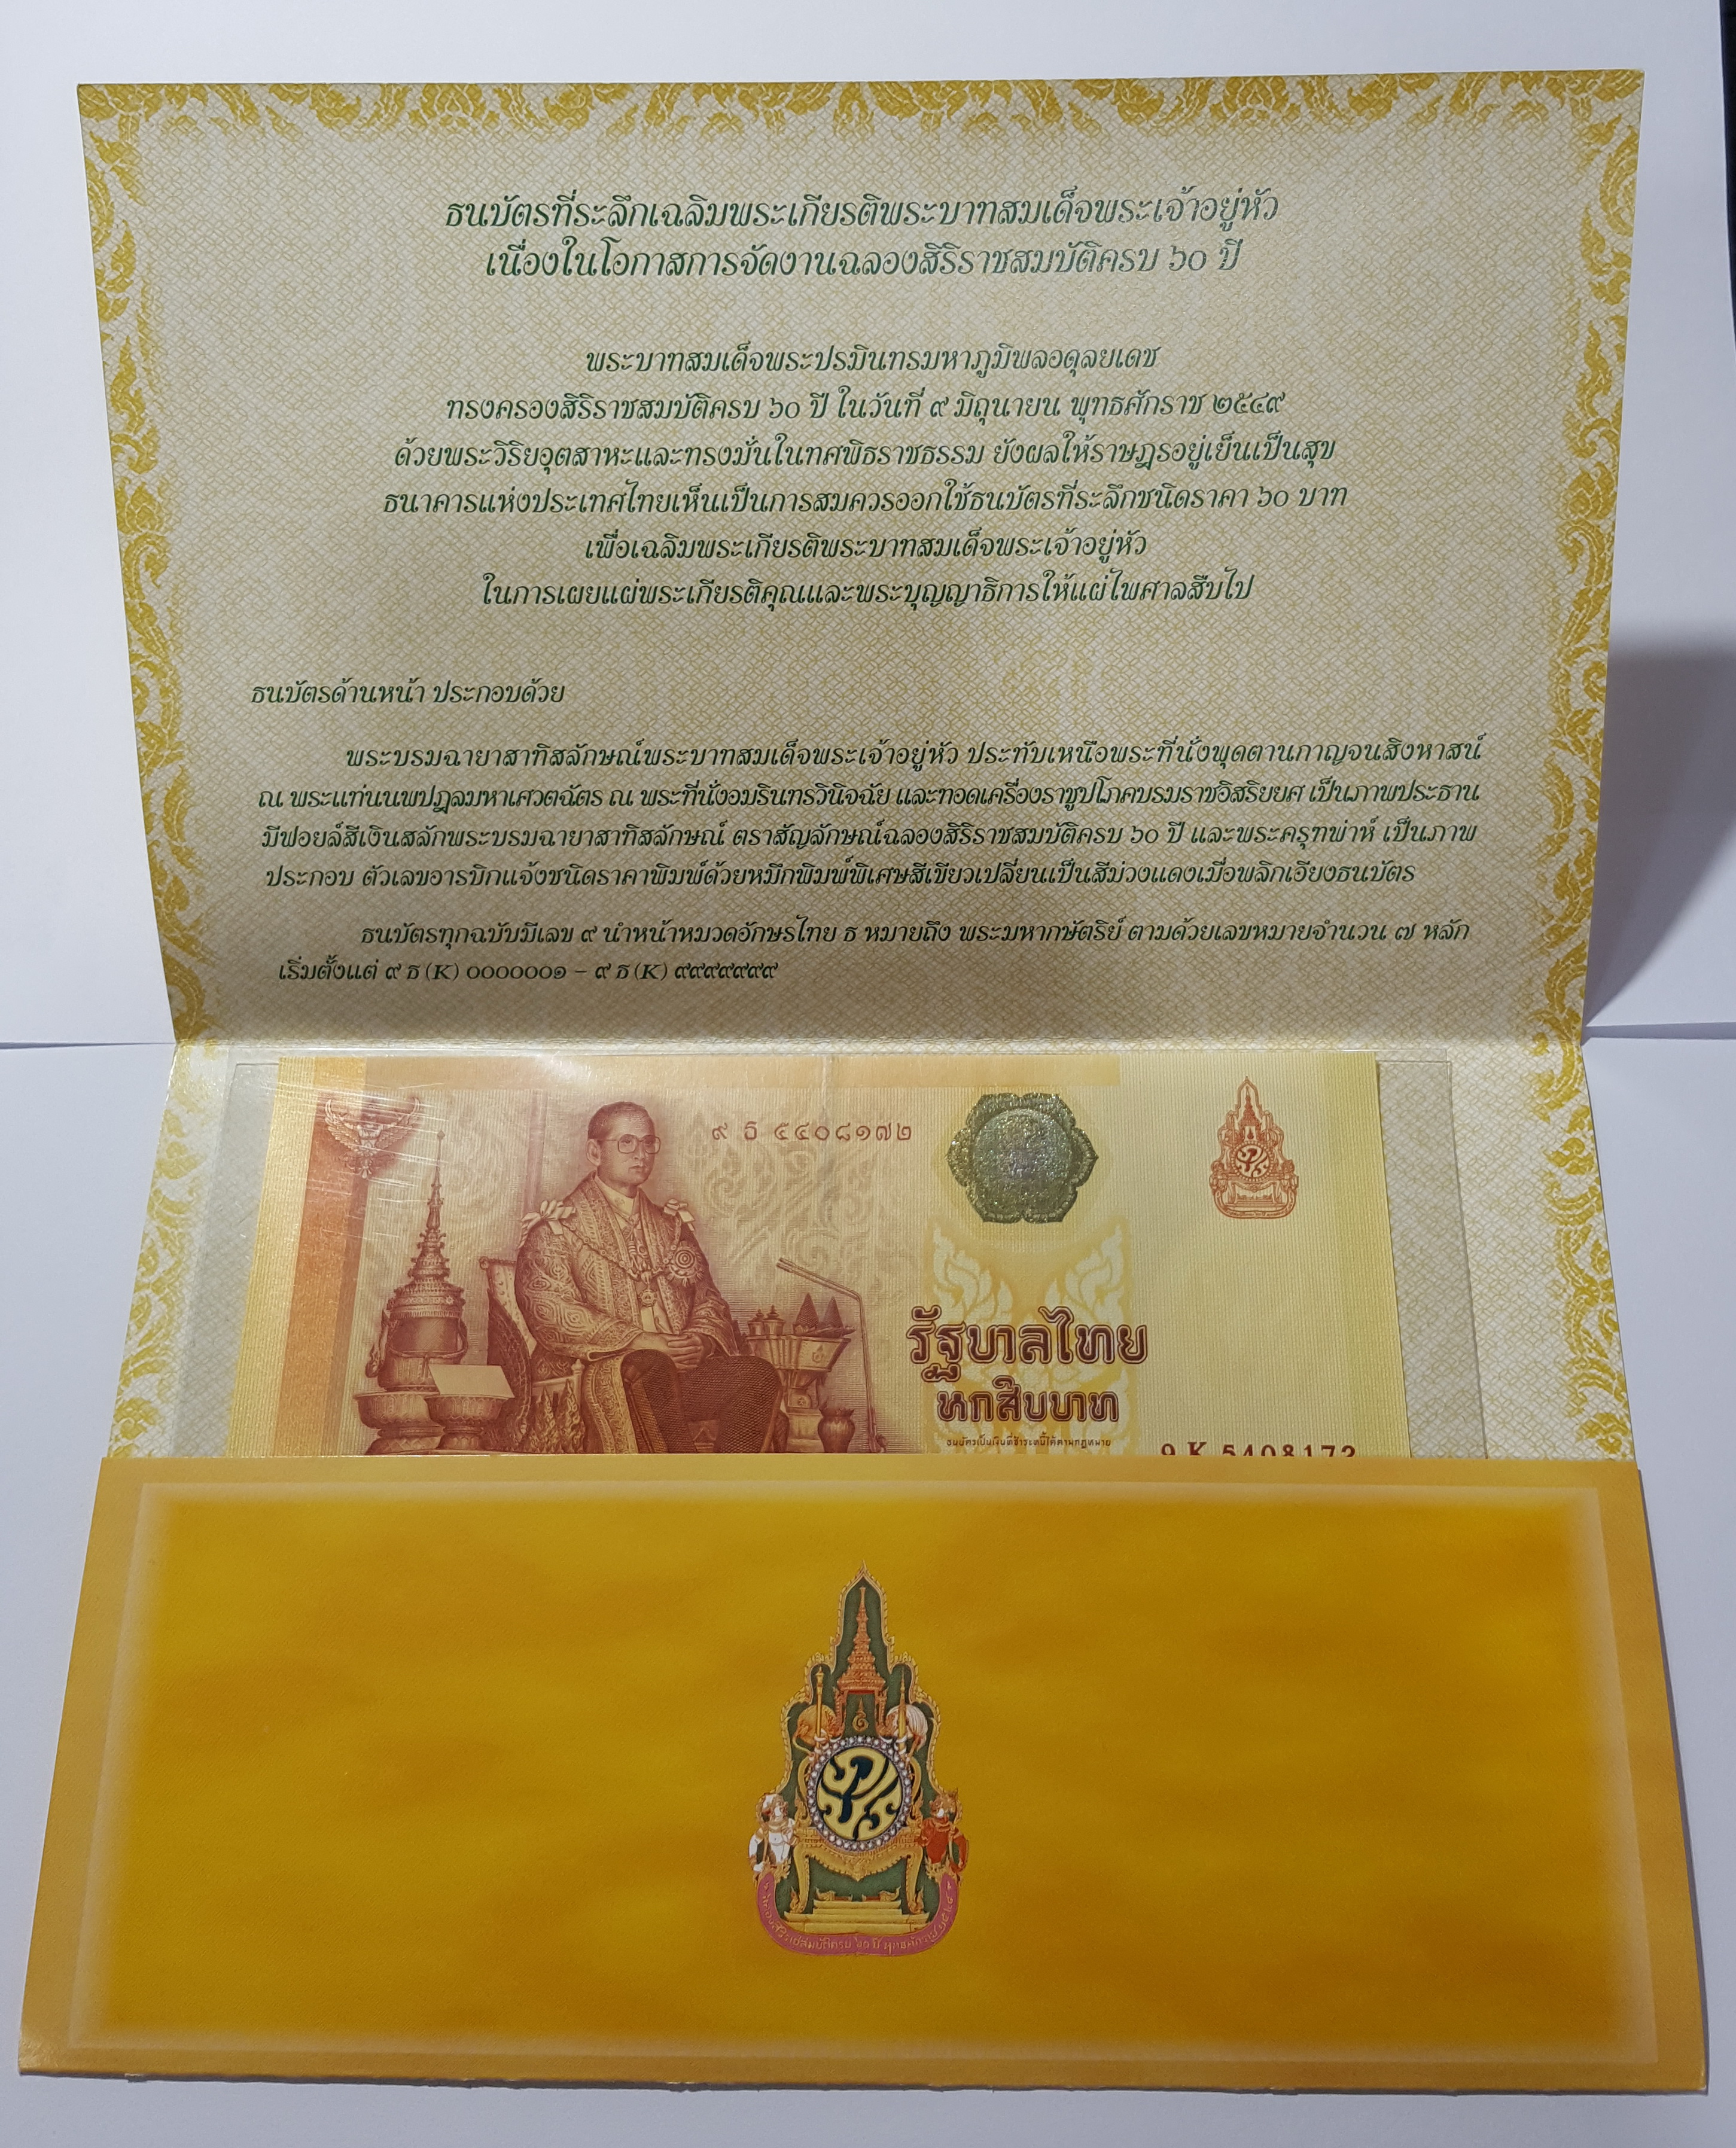 ธนบัตรที่ระลึกเฉลิมพระเกียรติพระบาทสมเด็จพระเจ้าอยู่หัว
เนื่องในโอกาสการจัดงานฉลองสิริราชสมบัติครบ ๖๐ ปี
พระบาทสมเด็จพระปรมินทรมหาภูมิพลอดุลยเดช
ทรงครองสิริราชสมบัติครบ ๖๐ ปี ในวันที่ ๙ มิถุนายน พุทธศักราช ๒๕๔๙
ด้วยพระวิริยอุตสาหะและทรงมั่นในทศพิธราชธรรม ยังผลให้ราษฎรอยู่เย็นเป็นสุข
ธนาคารแห่งประเทศไทยเห็นเป็นการสมควรออกใช้ธนบัตรที่ระลึกชนิดราคา ๖๐ บาท
เพื่อเฉลิมพระเกียรติพระบาทสมเด็จพระเจ้าอยู่หัว
ในการเผยแผ่พระเกียรติคุณและพระบุญญาธิการให้แผ่ไพศาลสืบไป
ธนบัตรด้านหน้า ประกอบด้วย
พระบรมฉายาสาทิสลักษณ์พระบาทสมเด็จพระเจ้าอยู่หัว ประทับเหนือพระที่นั่งพุดตานกาญจนสิงหาสน์
ณ พระแท่นนพปฎลมหาเศวตฉัตร ณ พระที่นั่งอมรินทรวินิจฉัย และทอดเครื่องราชูปโภคบรมราชอิสริยยศ เป็นภาพประธาน
มีฟอยล์สีเงินสลักพระบรมฉายาสาทิสลักษณ์ ตราสัญลักษณ์ฉลองสิริราชสมบัติครบ ๖๐ ปี และพระครุฑพ่าห์ เป็นภาพ
ประกอบ ตัวเลขอารบิกแจ้งชนิดราคาพิมพ์ด้วยหมึกพิมพ์พิเศษสีเขียวเปลี่ยนเป็นสีม่วงแดงเมื่อพลิกเอียงธนบัตร
ธนบัตรทุกฉบับมีเลข ๙ นำหน้าหมวดอักษรไทย ธ หมายถึง พระมหากษัตริย์ ตามด้วยเลขหมายจำนวน ๗ หลัก
เริ่มตั้งแต่ ๙ ธ (K) ๐๐๐๐๐๐๑ – ๙ ธ (K) ๙๙๙๙๙๙๙
๙ ธ ๕๔๐๘๑๗๒
รัฐบาลไทย
หกสิบบาท
ธนบัตรเป็นเงินที่ชำระหนี้ได้ตามกฎหมาย
9 K 5408172